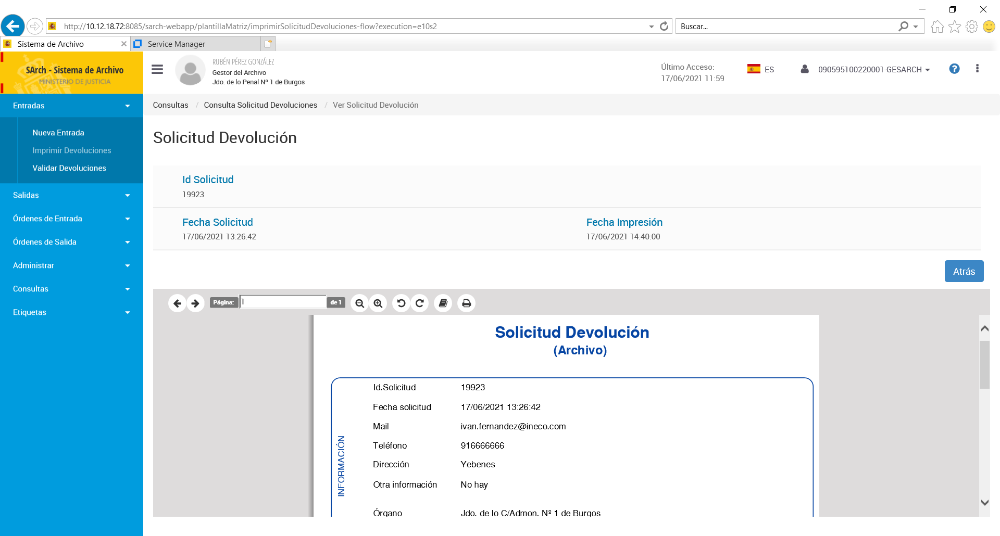 http://10.12.18.72:8085/sarch-webapp/plantillaMatriz/imprimirSolicitudDevoluciones-flow?execution=e10s2
Buscar...
Sistema de Archivo
Service Manager
SArch - Sistema de Archivo
MINISTERIO DE JUSTICIA
RUBÉN PÉREZ GONZÁLEZ
Gestor del Archivo
Jdo. de lo Penal Nº 1 de Burgos
Último Acceso:
17/06/2021 11:59
ES
090595100220001-GESARCH
Entradas
Nueva Entrada
Imprimir Devoluciones
Validar Devoluciones
Salidas
Órdenes de Entrada
Órdenes de Salida
Administrar
Consultas
Etiquetas
Consultas / Consulta Solicitud Devoluciones / Ver Solicitud Devolución
Solicitud Devolución
Id Solicitud
19923
Fecha Solicitud
17/06/2021 13:26:42
Fecha Impresión
17/06/2021 14:40:00
Atrás
Página: 1 de 1
Solicitud Devolución
(Archivo)
INFORMACIÓN
Id.Solicitud 19923
Fecha solicitud 17/06/2021 13:26:42
Mail ivan.fernandez@ineco.com
Teléfono 916666666
Dirección Yebenes
Otra información No hay
Órgano Jdo. de lo C/Admon. Nº 1 de Burgos